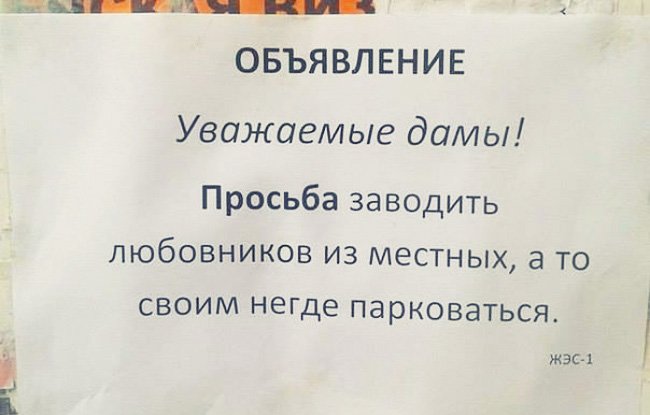 ОБЪЯВЛЕНИЕ
Уважаемые дамы!
Просьба заводить
любовников из местных, а то
своим негде парковаться.
ЖЭС-1